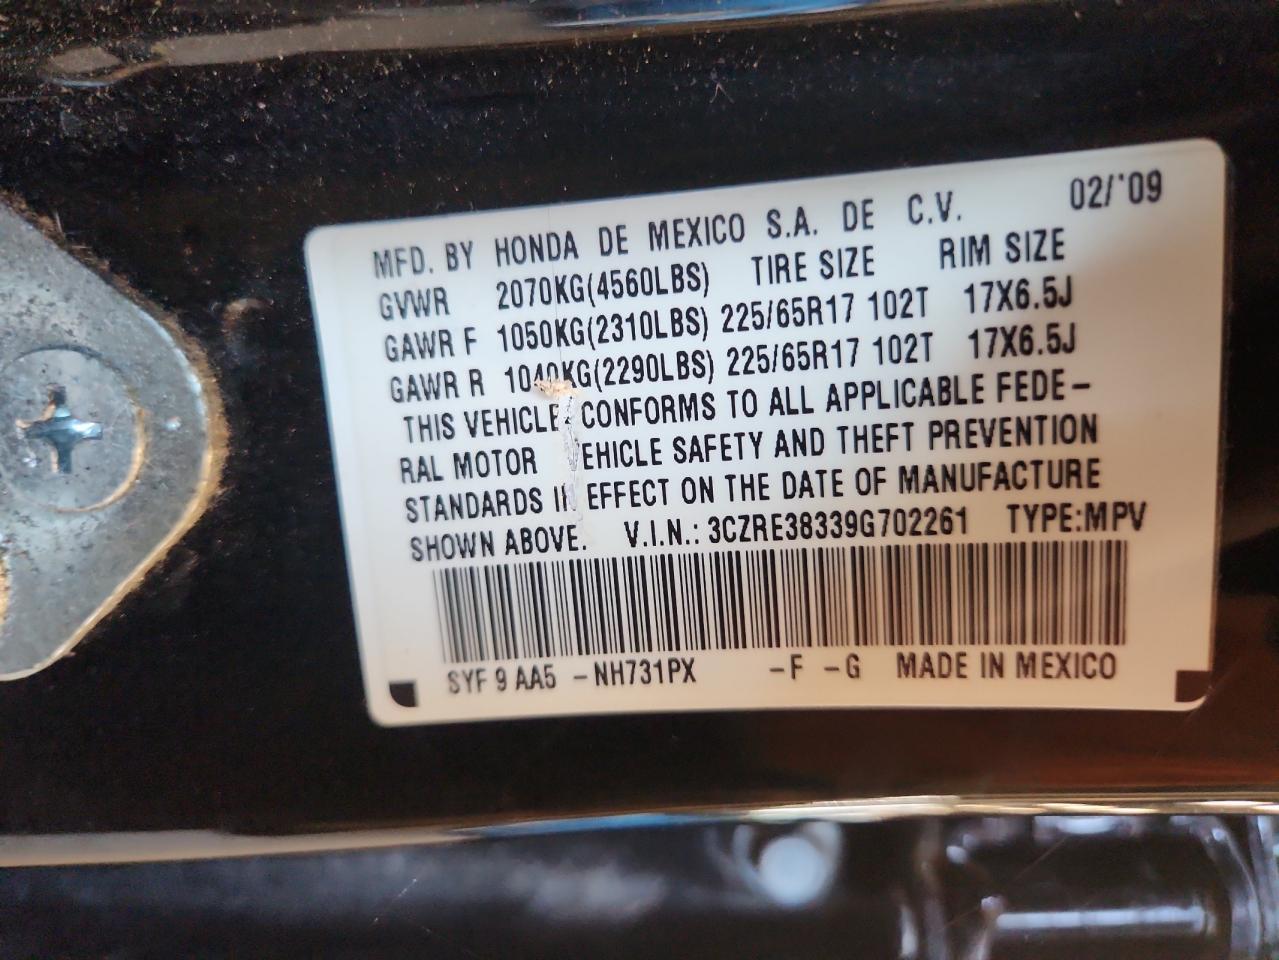 MFD. BY HONDA DE MEXICO S.A. DE C.V. 02/'09
GVWR 2070KG(4560LBS) TIRE SIZE RIM SIZE
GAWR F 1050KG(2310LBS) 225/65R17 102T 17X6.5J
GAWR R 1040KG(2290LBS) 225/65R17 102T 17X6.5J
THIS VEHICLE CONFORMS TO ALL APPLICABLE FEDE-
RAL MOTOR VEHICLE SAFETY AND THEFT PREVENTION
STANDARDS IN EFFECT ON THE DATE OF MANUFACTURE
SHOWN ABOVE. V.I.N.: 3CZRE38339G702261 TYPE:MPV
SYF 9 AA5 -NH731PX -F -G MADE IN MEXICO